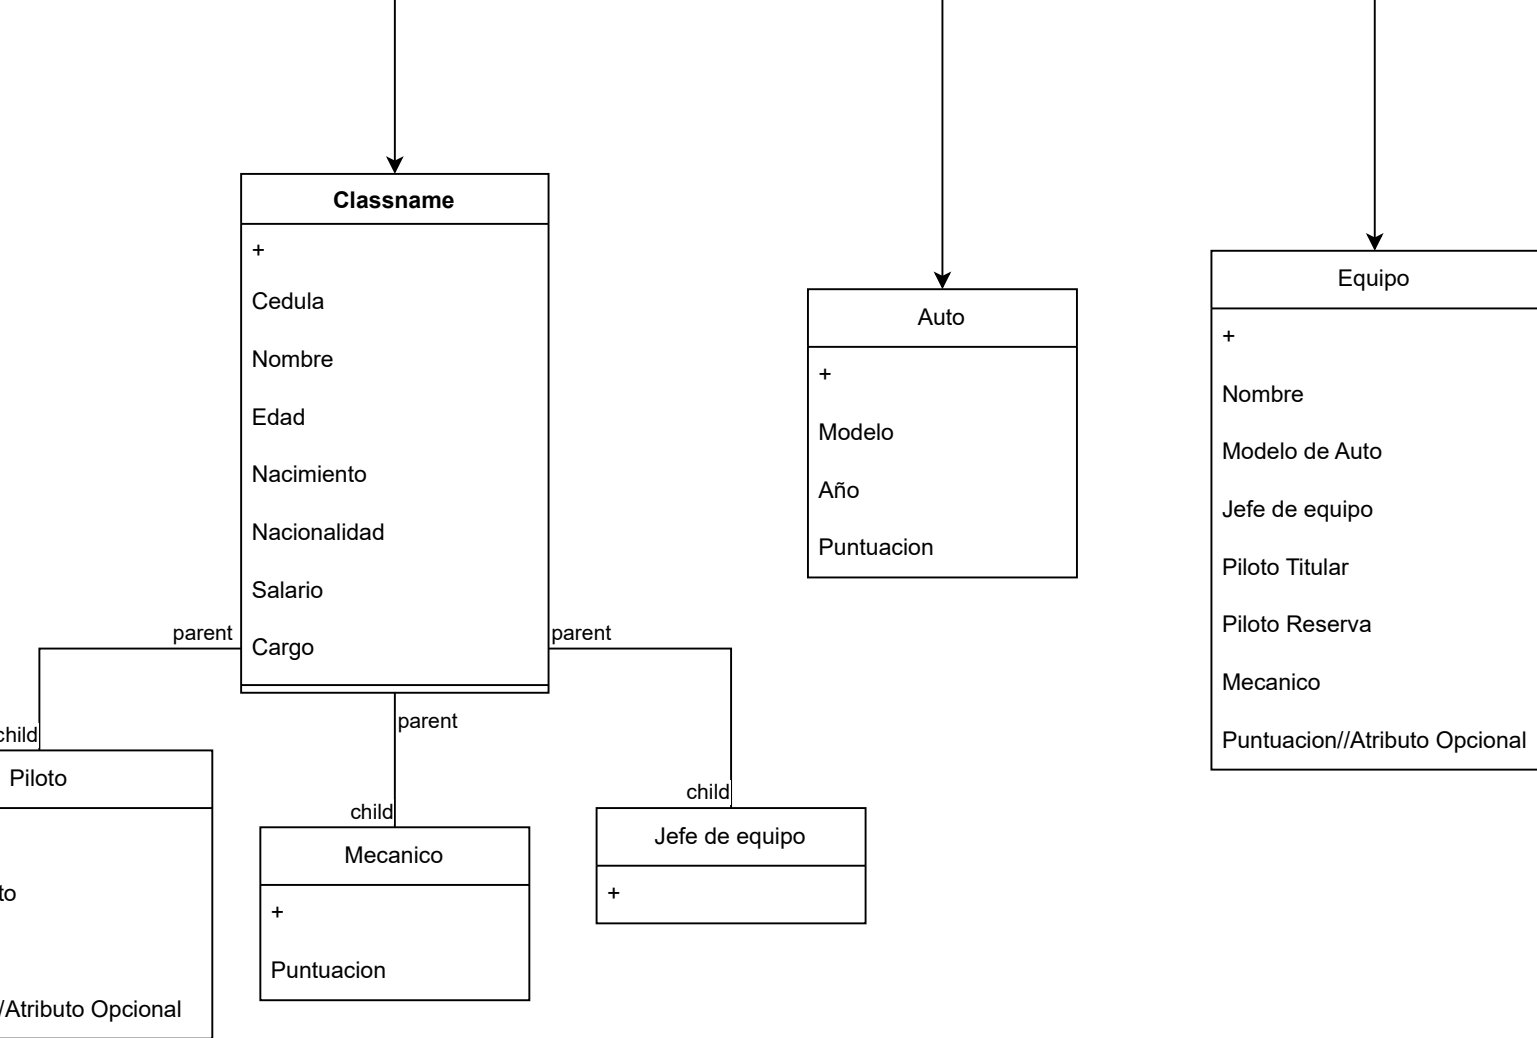 Classname
+
Cedula
Nombre
Edad
Nacimiento
Nacionalidad
Salario
Cargo
parent
parent
parent
child
child
child
Piloto
/Atributo Opcional
Mecanico
+
Puntuacion
Jefe de equipo
+
Auto
+
Modelo
Año
Puntuacion
Equipo
+
Nombre
Modelo de Auto
Jefe de equipo
Piloto Titular
Piloto Reserva
Mecanico
Puntuacion//Atributo Opcional